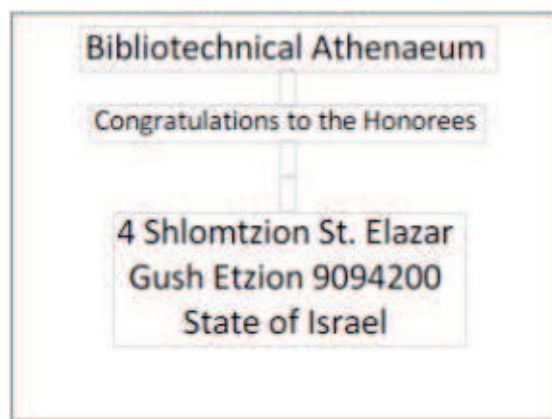 Bibliotechnical Athenaeum
Congratulations to the Honorees
4 Shlomtzion St. Elazar
Gush Etzion 9094200
State of Israel